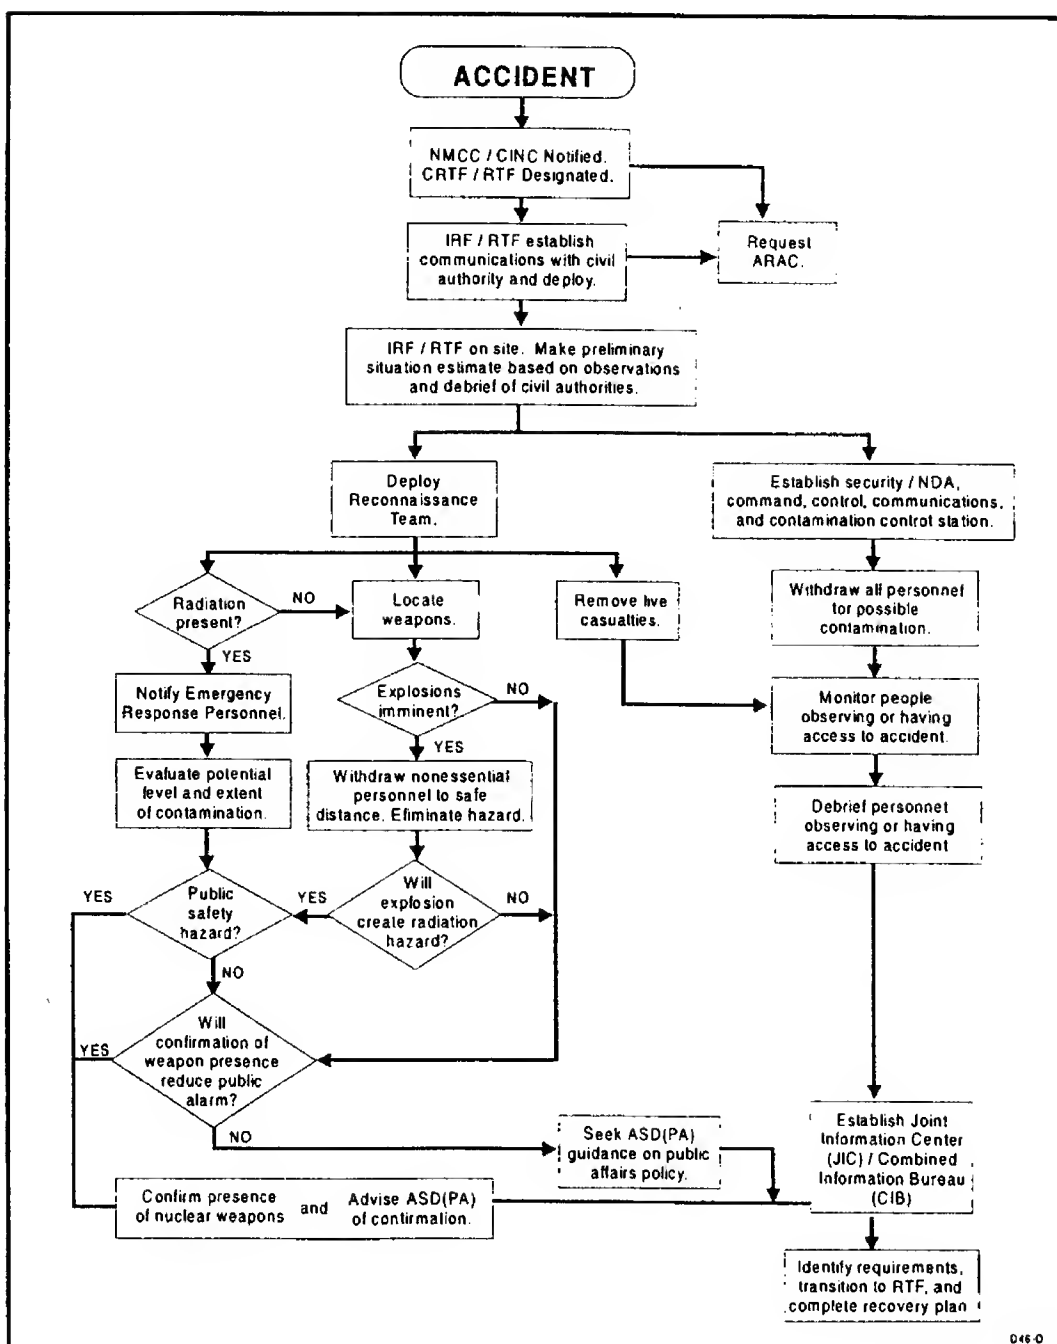 ACCIDENT
NMCC / CINC Notified.
CRTF / RTF Designated.
IRF / RTF establish
communications with civil
authority and deploy.
Request
ARAC.
IRF / RTF on site. Make preliminary
situation estimate based on observations
and debrief of civil authorities.
Deploy
Reconnaissance
Team.
Establish security / NDA,
command, control, communications,
and contamination control station.
Radiation
present?
NO
Locate
weapons.
Remove live
casualties.
Withdraw all personnel
for possible
contamination.
YES
Notify Emergency
Response Personnel.
Explosions
imminent?
NO
Monitor people
observing or having
access to accident.
YES
Evaluate potential
level and extent
of contamination.
Withdraw nonessential
personnel to safe
distance. Eliminate hazard.
Debrief personnel
observing or having
access to accident
YES
Public
safety
hazard?
YES
Will
explosion
create radiation
hazard?
NO
NO
YES
Will
confirmation of
weapon presence
reduce public
alarm?
NO
Seek ASD(PA)
guidance on public
affairs policy.
Establish Joint
Information Center
(JIC) / Combined
Information Bureau
(CIB)
Confirm presence
of nuclear weapons
and
Advise ASD(PA)
of confirmation.
Identify requirements,
transition to RTF, and
complete recovery plan
D46-D